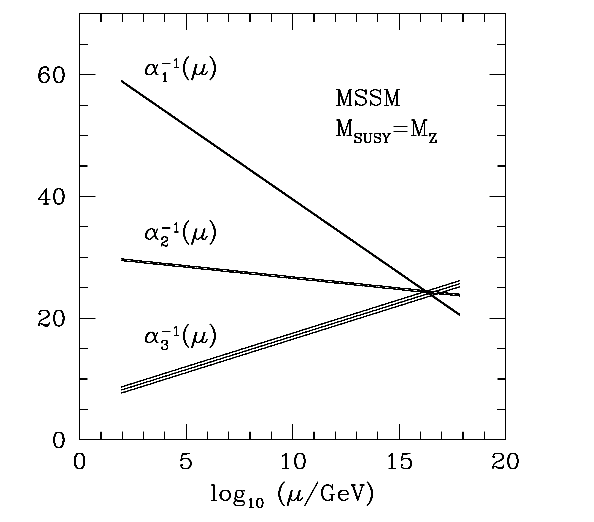 60
40
20
0
α₁⁻¹(μ)
MSSM
M_SUSY=M_Z
α₂⁻¹(μ)
α₃⁻¹(μ)
0 5 10 15 20
log₁₀ (μ/GeV)